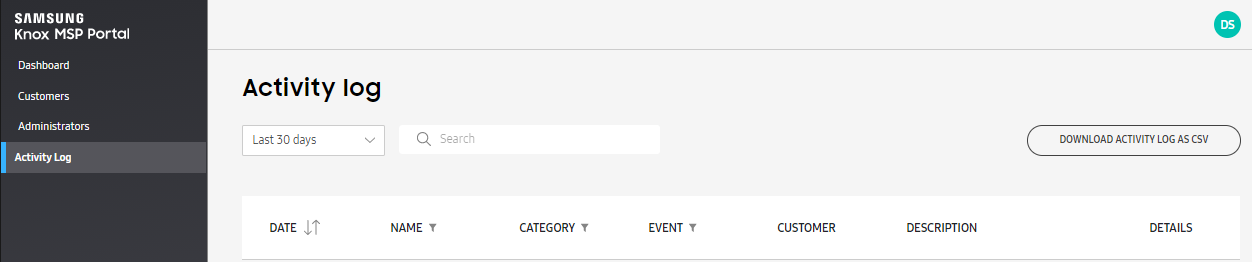 SAMSUNG
Knox MSP Portal
DS
Dashboard
Customers
Administrators
Activity Log
Activity log
Last 30 days
Search
DOWNLOAD ACTIVITY LOG AS CSV
DATE NAME CATEGORY EVENT CUSTOMER DESCRIPTION DETAILS